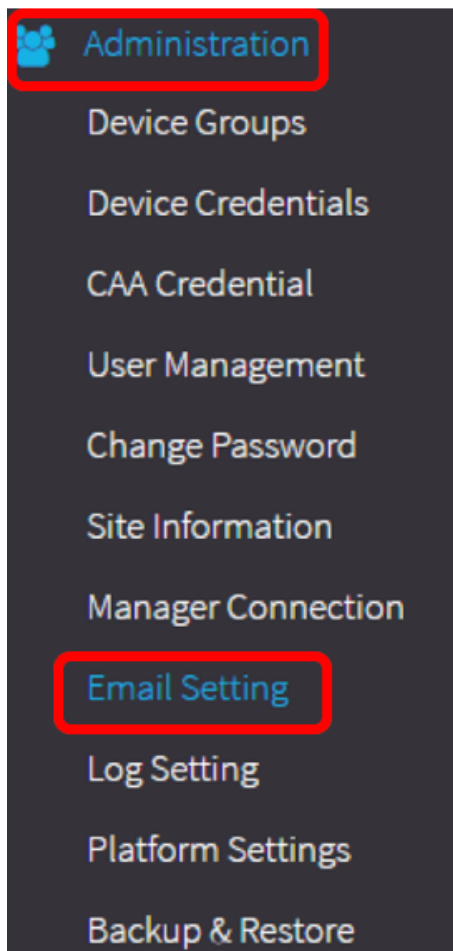 Administration
Device Groups
Device Credentials
CAA Credential
User Management
Change Password
Site Information
Manager Connection
Email Setting
Log Setting
Platform Settings
Backup & Restore